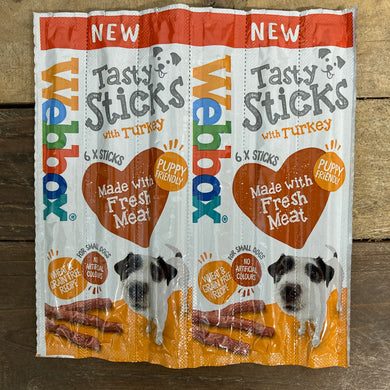 NEW
Webbox®
Tasty
Sticks
with Turkey
6 X STICKS
PUPPY
FRIENDLY
Made with
Fresh
Meat
FOR SMALL DOGS
WHEAT &
GRAIN FREE
RECIPE
NO
ARTIFICIAL
COLOURS
NEW
Webbox®
Tasty
Sticks
with Turkey
6 X STICKS
PUPPY
FRIENDLY
Made with
Fresh
Meat
FOR SMALL DOGS
WHEAT &
GRAIN FREE
RECIPE
NO
ARTIFICIAL
COLOURS